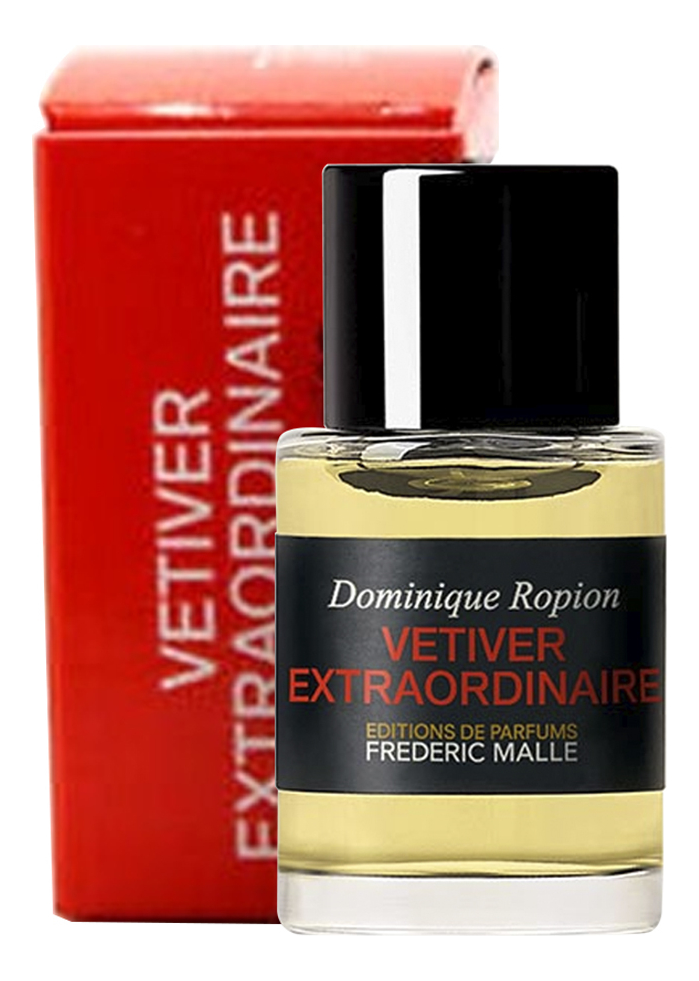 VETIVER
EXTRAORDINAIRE
Dominique Ropion
VETIVER
EXTRAORDINAIRE
EDITIONS DE PARFUMS
FREDERIC MALLE